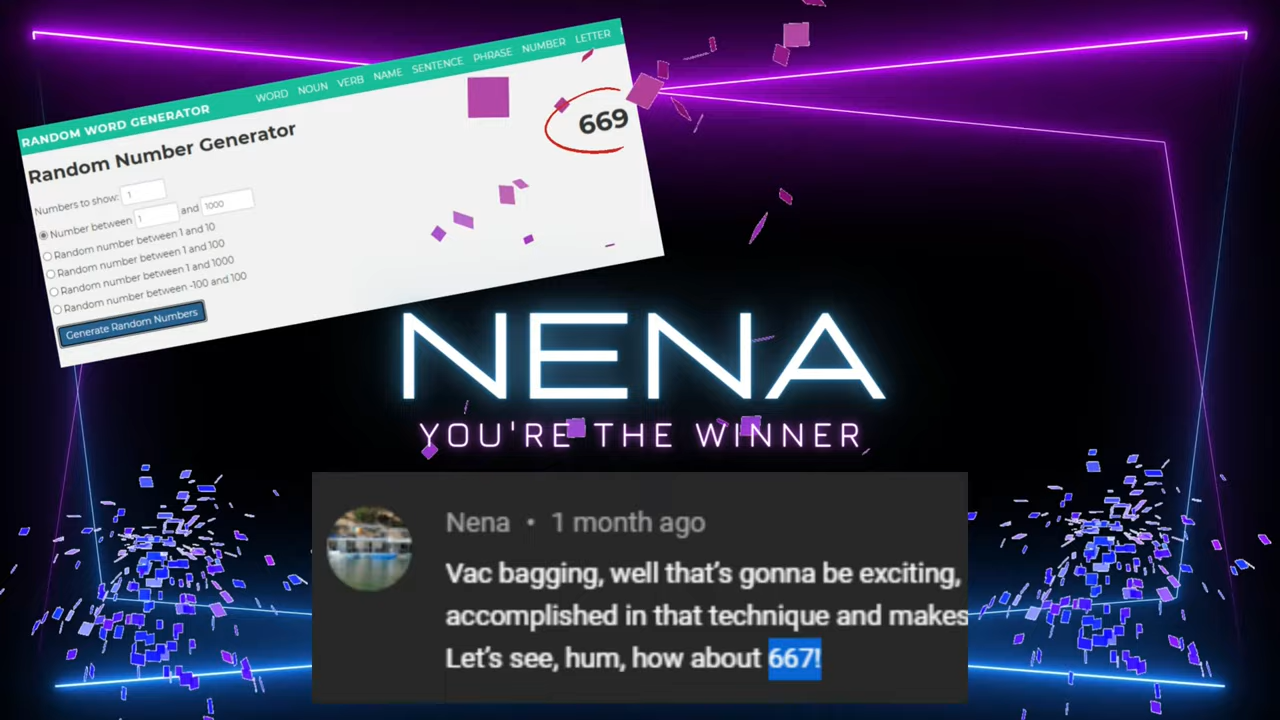 RANDOM WORD GENERATOR WORD NOUN VERB NAME SENTENCE PHRASE NUMBER LETTER
Random Number Generator
669
Numbers to show: 1
Number between 1 and 1000
Random number between 1 and 10
Random number between 1 and 100
Random number between 1 and 1000
Random number between -100 and 100
Generate Random Numbers
NENA
YOU'RE THE WINNER
Nena • 1 month ago
Vac bagging, well that's gonna be exciting,
accomplished in that technique and makes
Let's see, hum, how about 667!